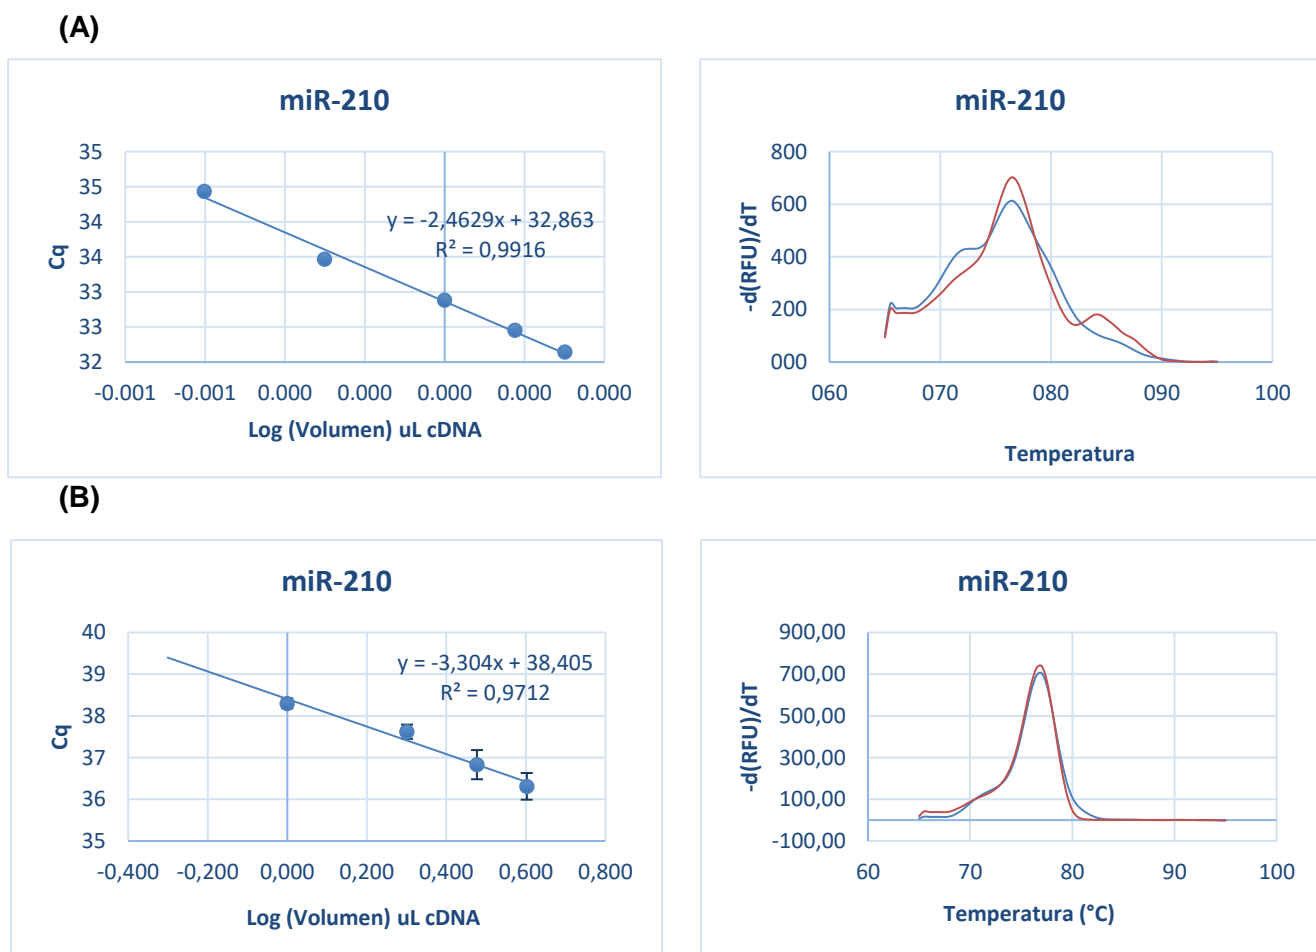 (A)
miR-210
35
35
34
34
33
33
32
Cq
y = -2,4629x + 32,863
R² = 0,9916
-0.001 -0.001 0.000 0.000 0.000 0.000 0.000
Log (Volumen) uL cDNA
miR-210
800
600
400
200
000
-d(RFU)/dT
060 070 080 090 100
Temperatura
(B)
miR-210
40
39
38
37
36
35
Cq
y = -3,304x + 38,405
R² = 0,9712
-0,400 -0,200 0,000 0,200 0,400 0,600 0,800
Log (Volumen) uL cDNA
miR-210
900,00
700,00
500,00
300,00
100,00
-100,00
-d(RFU)/dT
60 70 80 90 100
Temperatura (°C)